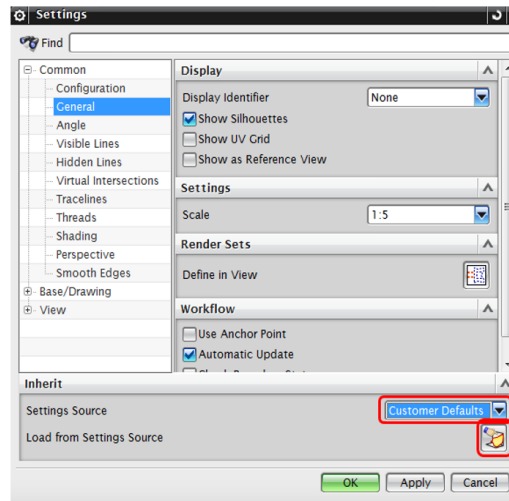 Settings
Find
Common
Configuration
General
Angle
Visible Lines
Hidden Lines
Virtual Intersections
Tracelines
Threads
Shading
Perspective
Smooth Edges
Base/Drawing
View
Display
Display Identifier None
Show Silhouettes
Show UV Grid
Show as Reference View
Settings
Scale 1:5
Render Sets
Define in View
Workflow
Use Anchor Point
Automatic Update
Inherit
Settings Source Customer Defaults
Load from Settings Source
OK Apply Cancel